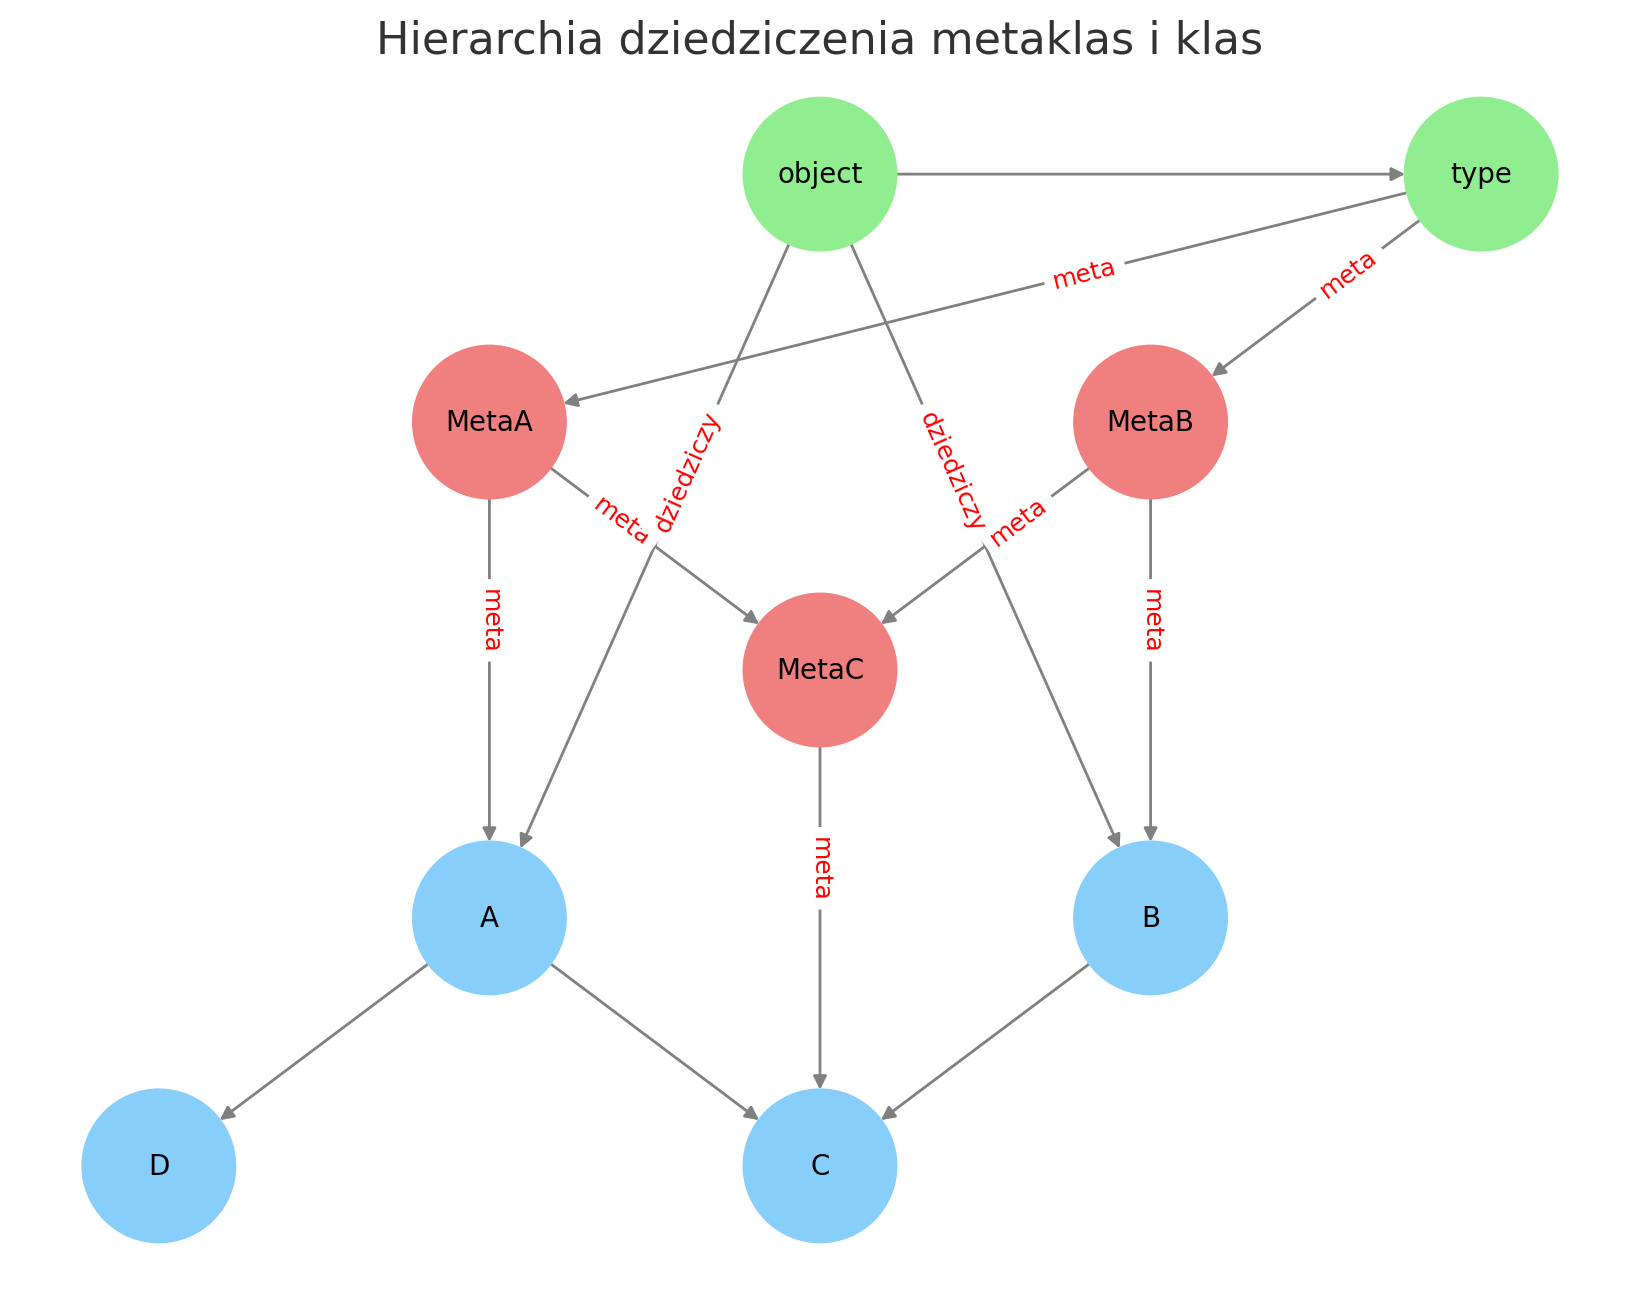 Hierarchia dziedziczenia metaklas i klas
object
type
meta
meta
MetaA
MetaB
dziedziczy
dziedziczy
meta
meta
meta
meta
MetaC
meta
A
B
D
C